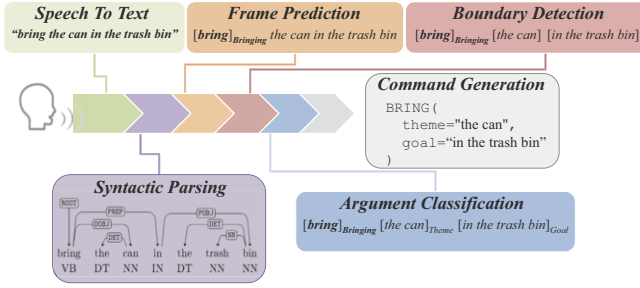 Speech To Text
“bring the can in the trash bin”
Frame Prediction
[bring]Bringing the can in the trash bin
Boundary Detection
[bring]Bringing [the can] [in the trash bin]
Command Generation
BRING(
theme="the can",
goal=“in the trash bin”
)
Syntactic Parsing
ROOT
PREP
POBJ
DOBJ
DET
DET
NN
bring the can in the trash bin
VB DT NN IN DT NN NN
Argument Classification
[bring]Bringing [the can]Theme [in the trash bin]Goal